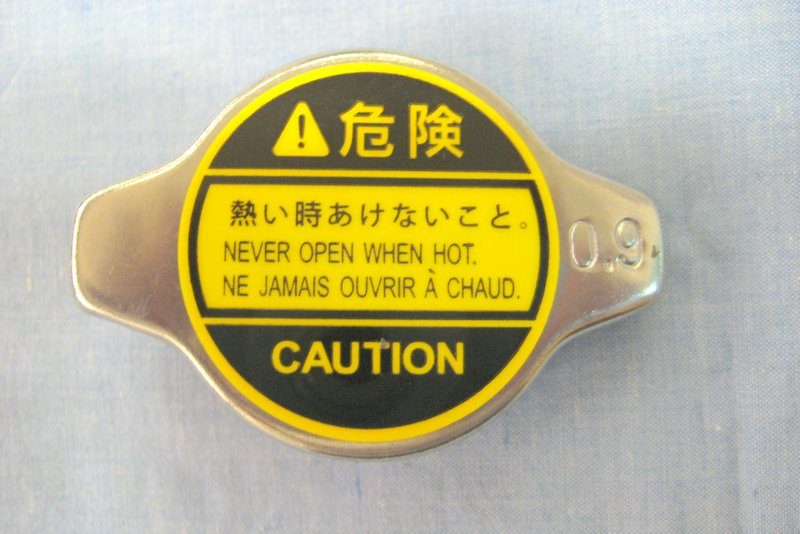 危険
熱い時あけないこと。
NEVER OPEN WHEN HOT.
NE JAMAIS OUVRIR À CHAUD.
CAUTION
0.9